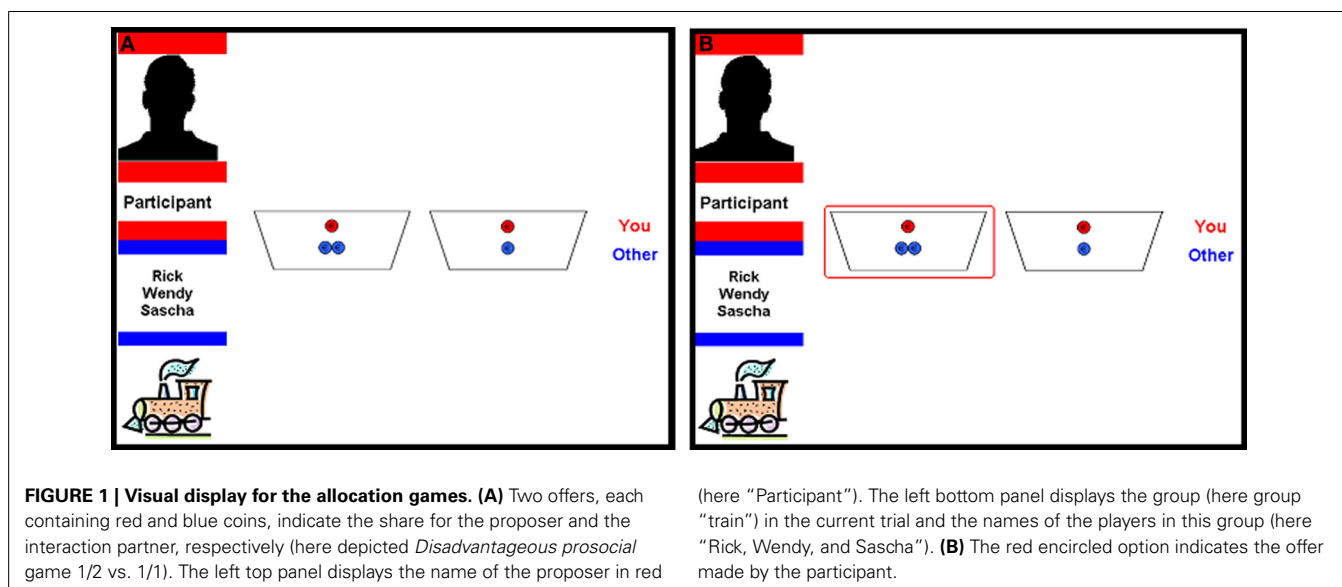 A
Participant
Rick
Wendy
Sascha
You
Other
B
Participant
Rick
Wendy
Sascha
You
Other
FIGURE 1 | Visual display for the allocation games. (A) Two offers, each
containing red and blue coins, indicate the share for the proposer and the
interaction partner, respectively (here depicted Disadvantageous prosocial
game 1/2 vs. 1/1). The left top panel displays the name of the proposer in red
(here “Participant”). The left bottom panel displays the group (here group
“train”) in the current trial and the names of the players in this group (here
“Rick, Wendy, and Sascha”). (B) The red encircled option indicates the offer
made by the participant.